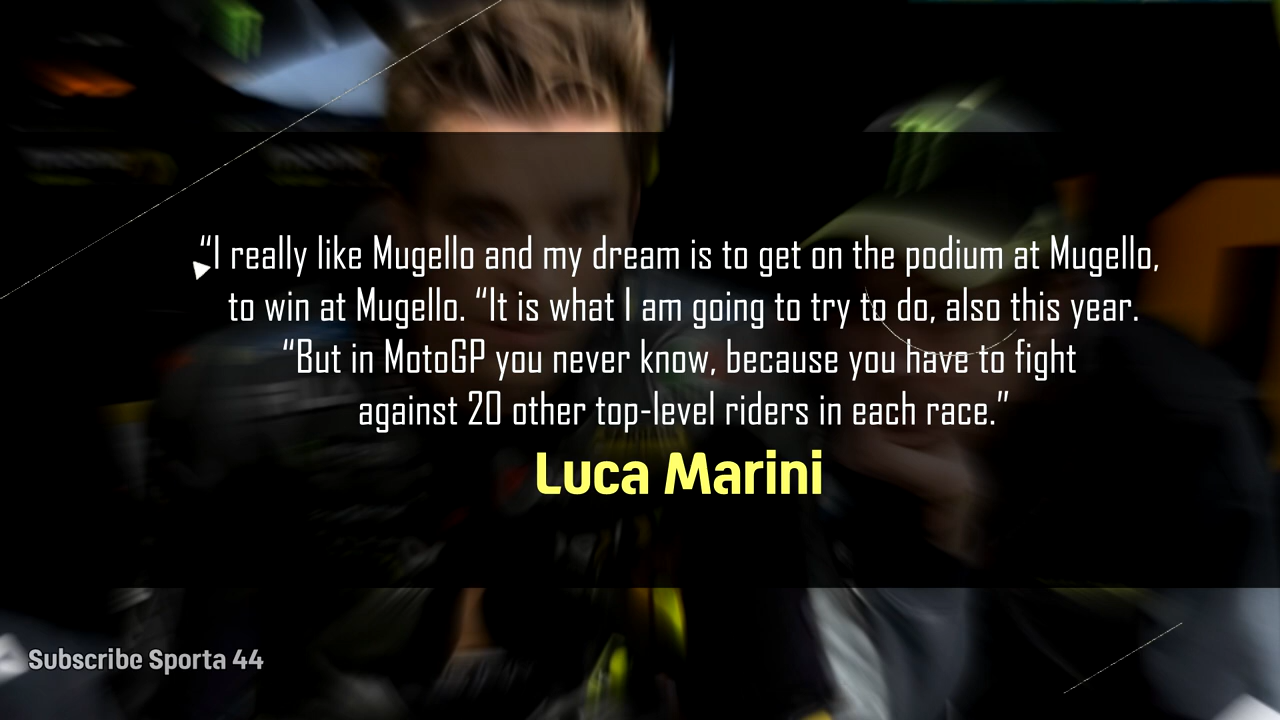 “I really like Mugello and my dream is to get on the podium at Mugello,
to win at Mugello. “It is what I am going to try to do, also this year.
“But in MotoGP you never know, because you have to fight
against 20 other top-level riders in each race.”
Luca Marini
Subscribe Sporta 44